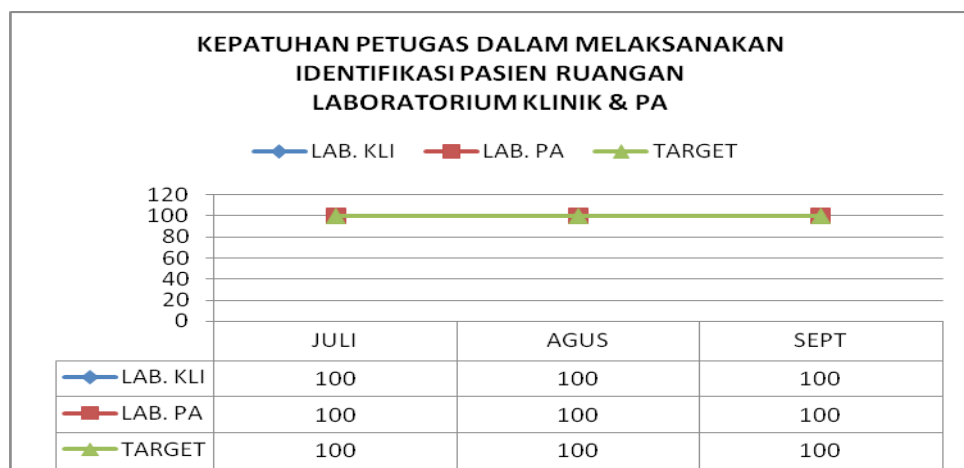 KEPATUHAN PETUGAS DALAM MELAKSANAKAN
IDENTIFIKASI PASIEN RUANGAN
LABORATORIUM KLINIK & PA
LAB. KLI LAB. PA TARGET
120
100
80
60
40
20
0
JULI AGUS SEPT
LAB. KLI 100 100 100
LAB. PA 100 100 100
TARGET 100 100 100